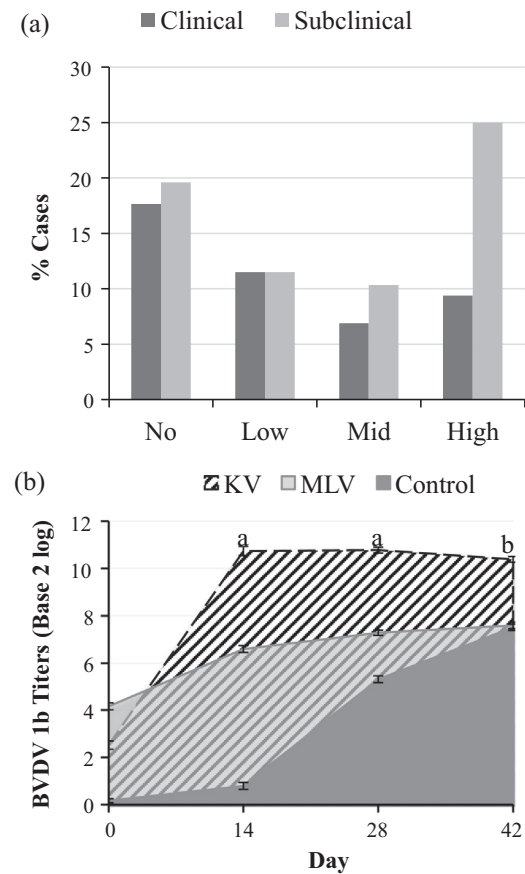 (a)
Clinical Subclinical
30
25
20
15
10
5
0
% Cases
No Low Mid High
(b)
KV MLV Control
12
10
8
6
4
2
0
BVDV 1b Titers (Base 2 log)
a a b
0 14 28 42
Day